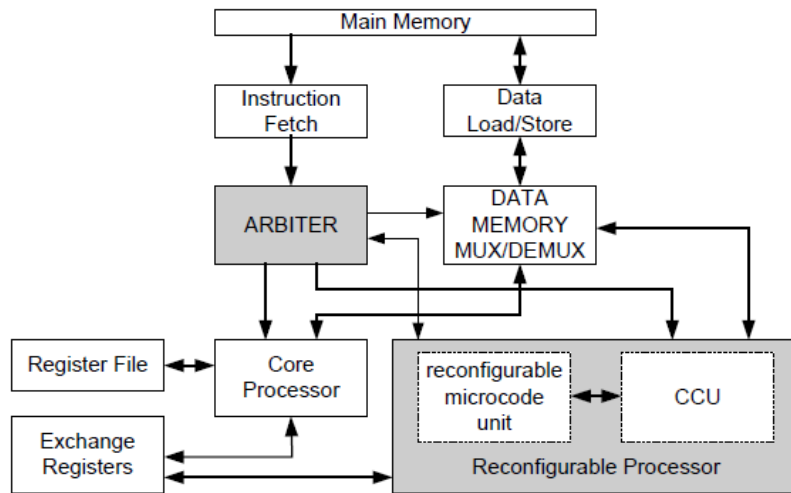 Main Memory
Instruction
Fetch
Data
Load/Store
ARBITER
DATA
MEMORY
MUX/DEMUX
Register File
Core
Processor
reconfigurable
microcode
unit
CCU
Exchange
Registers
Reconfigurable Processor